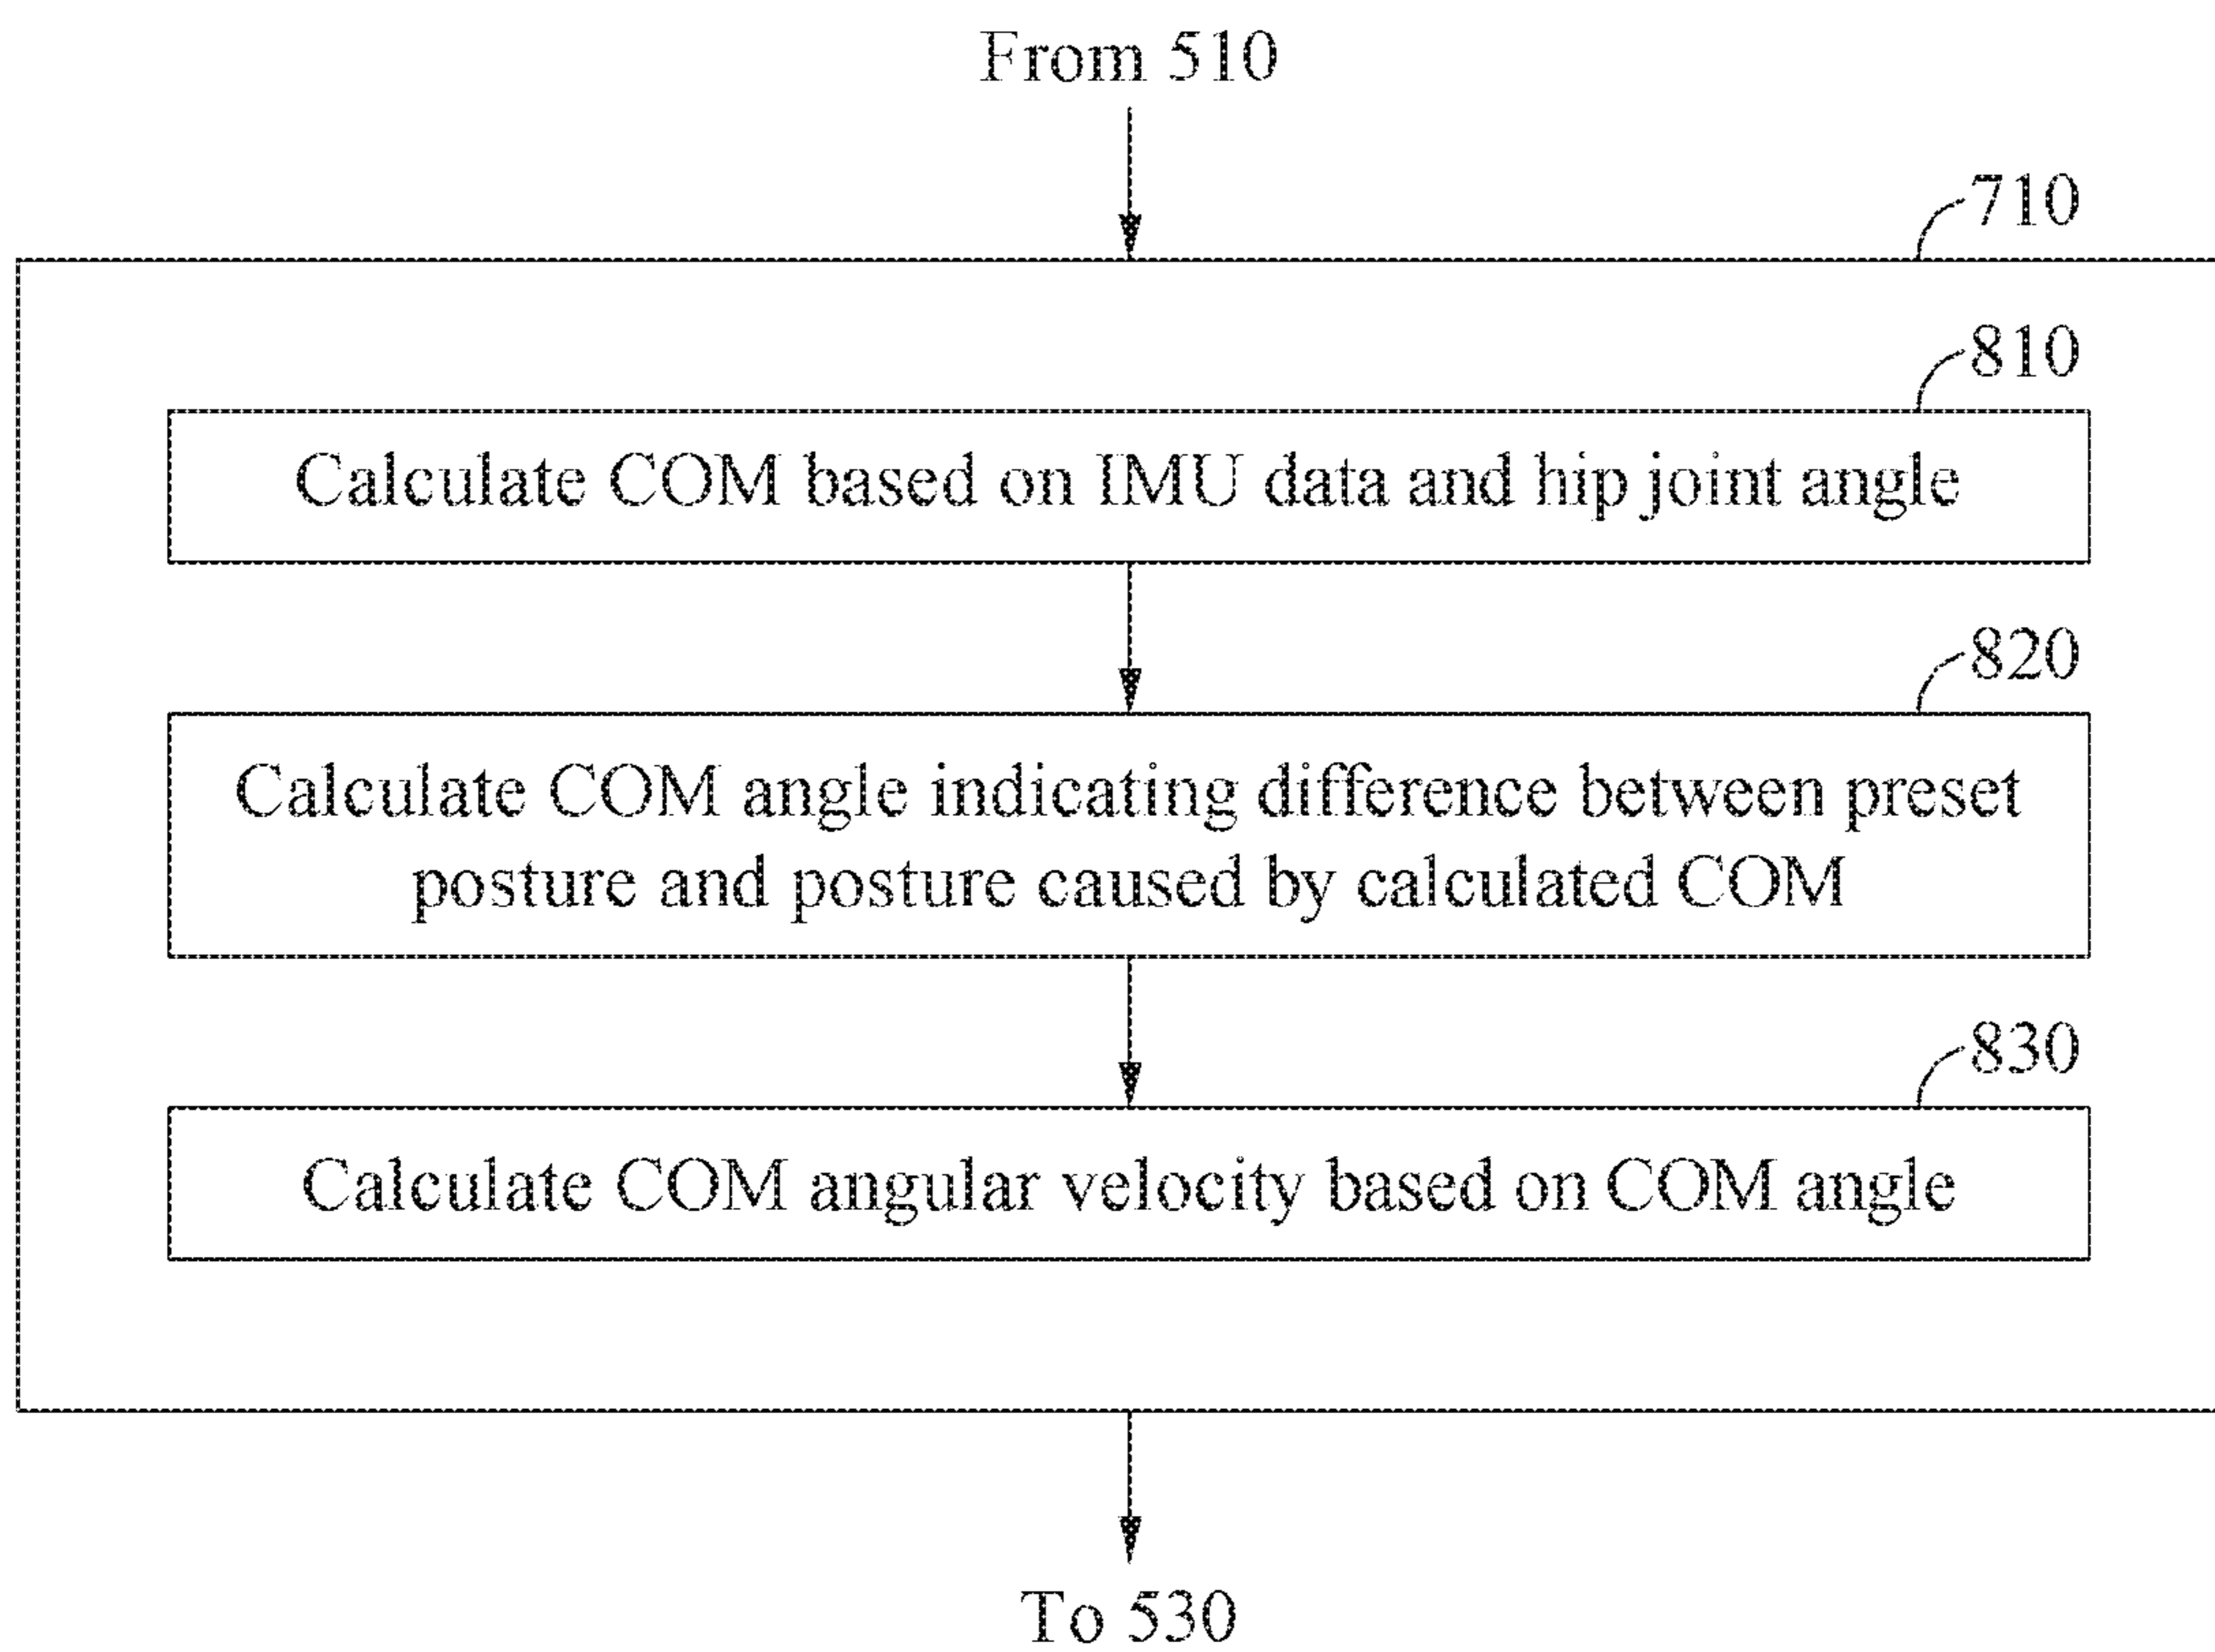 From 510
710
810
Calculate COM based on IMU data and hip joint angle
820
Calculate COM angle indicating difference between preset
posture and posture caused by calculated COM
830
Calculate COM angular velocity based on COM angle
To 530